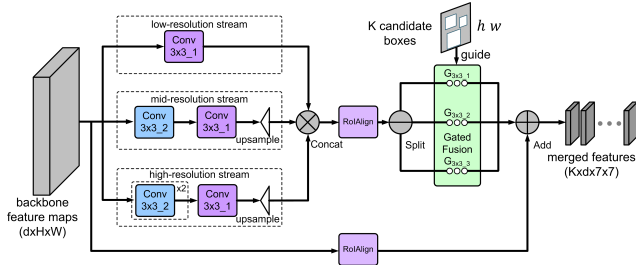 low-resolution stream
Conv
3x3_1
mid-resolution stream
Conv
3x3_2
Conv
3x3_1
upsample
high-resolution stream
x2
Conv
3x3_2
Conv
3x3_1
upsample
backbone
feature maps
(dxHxW)
Concat
RoIAlign
RoIAlign
Split
K candidate
boxes
h w
guide
G3x3_1
G3x3_2
Gated
Fusion
G3x3_3
Add
merged features
(Kxdx7x7)